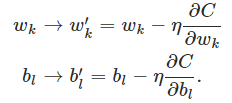 w_k → w'_k = w_k − η ∂C/∂w_k
b_l → b'_l = b_l − η ∂C/∂b_l.